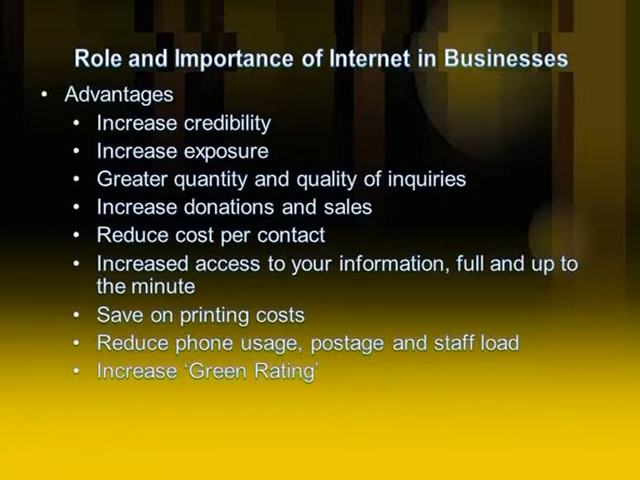 Role and Importance of Internet in Businesses
• Advantages
• Increase credibility
• Increase exposure
• Greater quantity and quality of inquiries
• Increase donations and sales
• Reduce cost per contact
• Increased access to your information, full and up to
the minute
• Save on printing costs
• Reduce phone usage, postage and staff load
• Increase ‘Green Rating’